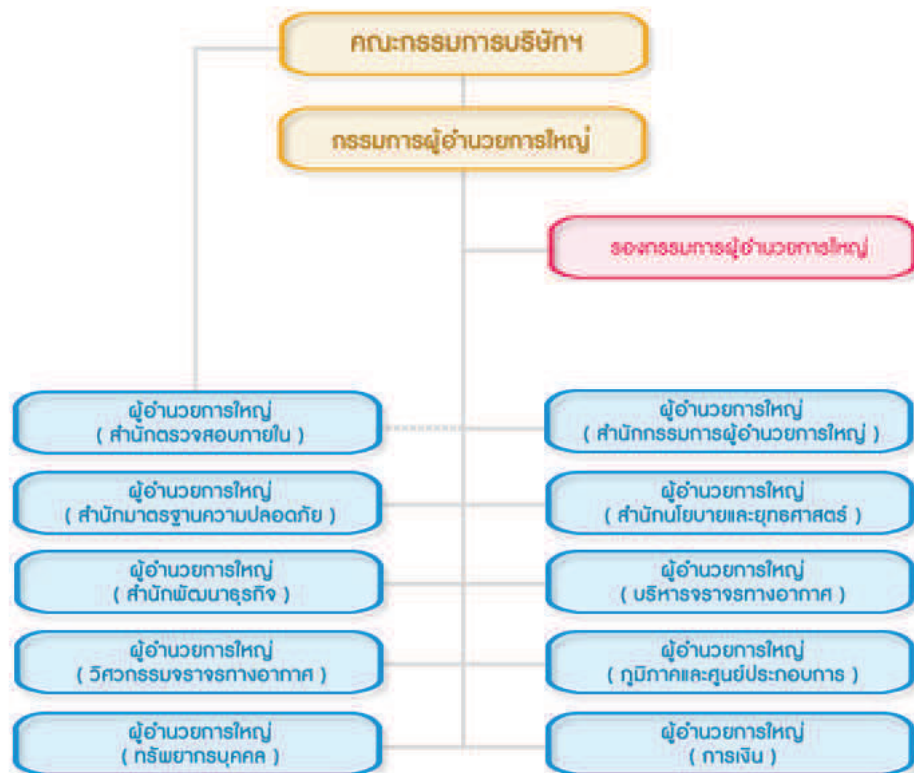 คณะกรรมการบริษัทฯ
กรรมการผู้อำนวยการใหญ่
รองกรรมการผู้อำนวยการใหญ่
ผู้อำนวยการใหญ่
( สำนักตรวจสอบภายใน )
ผู้อำนวยการใหญ่
( สำนักกรรมการผู้อำนวยการใหญ่ )
ผู้อำนวยการใหญ่
( สำนักมาตรฐานความปลอดภัย )
ผู้อำนวยการใหญ่
( สำนักนโยบายและยุทธศาสตร์ )
ผู้อำนวยการใหญ่
( สำนักพัฒนาธุรกิจ )
ผู้อำนวยการใหญ่
( บริหารจราจรทางอากาศ )
ผู้อำนวยการใหญ่
( วิศวกรรมจราจรทางอากาศ )
ผู้อำนวยการใหญ่
( ภูมิภาคและศูนย์ประกอบการ )
ผู้อำนวยการใหญ่
( ทรัพยากรบุคคล )
ผู้อำนวยการใหญ่
( การเงิน )